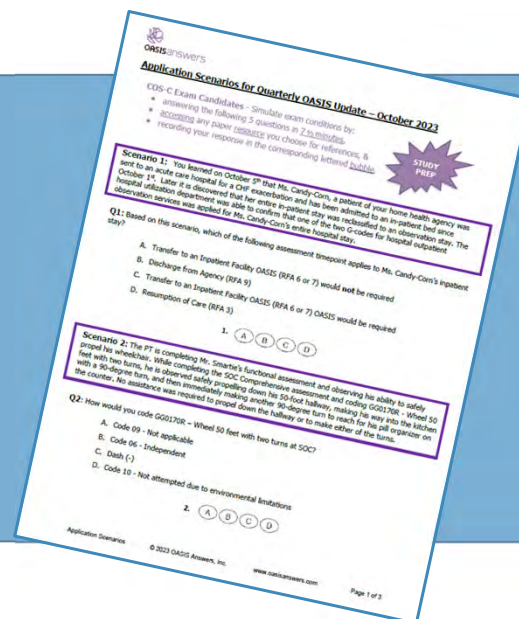 OASISanswers
Application Scenarios for Quarterly OASIS Update – October 2023
COS-C Exam Candidates - Simulate exam conditions by:
• answering the following 5 questions in 7 ½ minutes,
• accepting any paper resource you choose for references, &
• recording your response in the corresponding lettered bubble.
STUDY
PREP
Scenario 1: You learned on October 5th that Ms. Candy-Corn, a patient of your home health agency was
sent to an acute care hospital for a CHF exacerbation and has been admitted to an in-patient bed since
October 1st. Later it is discovered that her entire in-patient stay was reclassified to an observation stay. The
hospital utilization department was able to confirm that one of the two G-codes for hospital outpatient
observation services was applied for Ms. Candy-Corn's entire hospital stay.
Q1: Based on this scenario, which of the following assessment timepoint applies to Ms. Candy-Corn's inpatient
stay?
A. Transfer to an Inpatient Facility OASIS (RFA 6 or 7) would not be required
B. Discharge from Agency (RFA 9)
C. Transfer to an Inpatient Facility OASIS (RFA 6 or 7) OASIS would be required
D. Resumption of Care (RFA 3)
1. A B C D
Scenario 2: The PT is completing Mr. Smartie's functional assessment and observing his ability to safely
propel his wheelchair. While completing the SOC Comprehensive assessment and coding GG0170R - Wheel 50
feet with two turns, he is observed safely propelling down his 50-foot hallway, making his way into the kitchen
with a 90-degree turn, and then immediately making another 90-degree turn to reach for his pill organizer on
the counter. No assistance was required to propel down the hallway or to make either of the turns.
Q2: How would you code GG0170R – Wheel 50 feet with two turns at SOC?
A. Code 09 - Not applicable
B. Code 06 - Independent
C. Dash (-)
D. Code 10 - Not attempted due to environmental limitations
2. A B C D
Application Scenarios
© 2023 OASIS Answers, Inc.
www.oasisanswers.com
Page 1 of 3